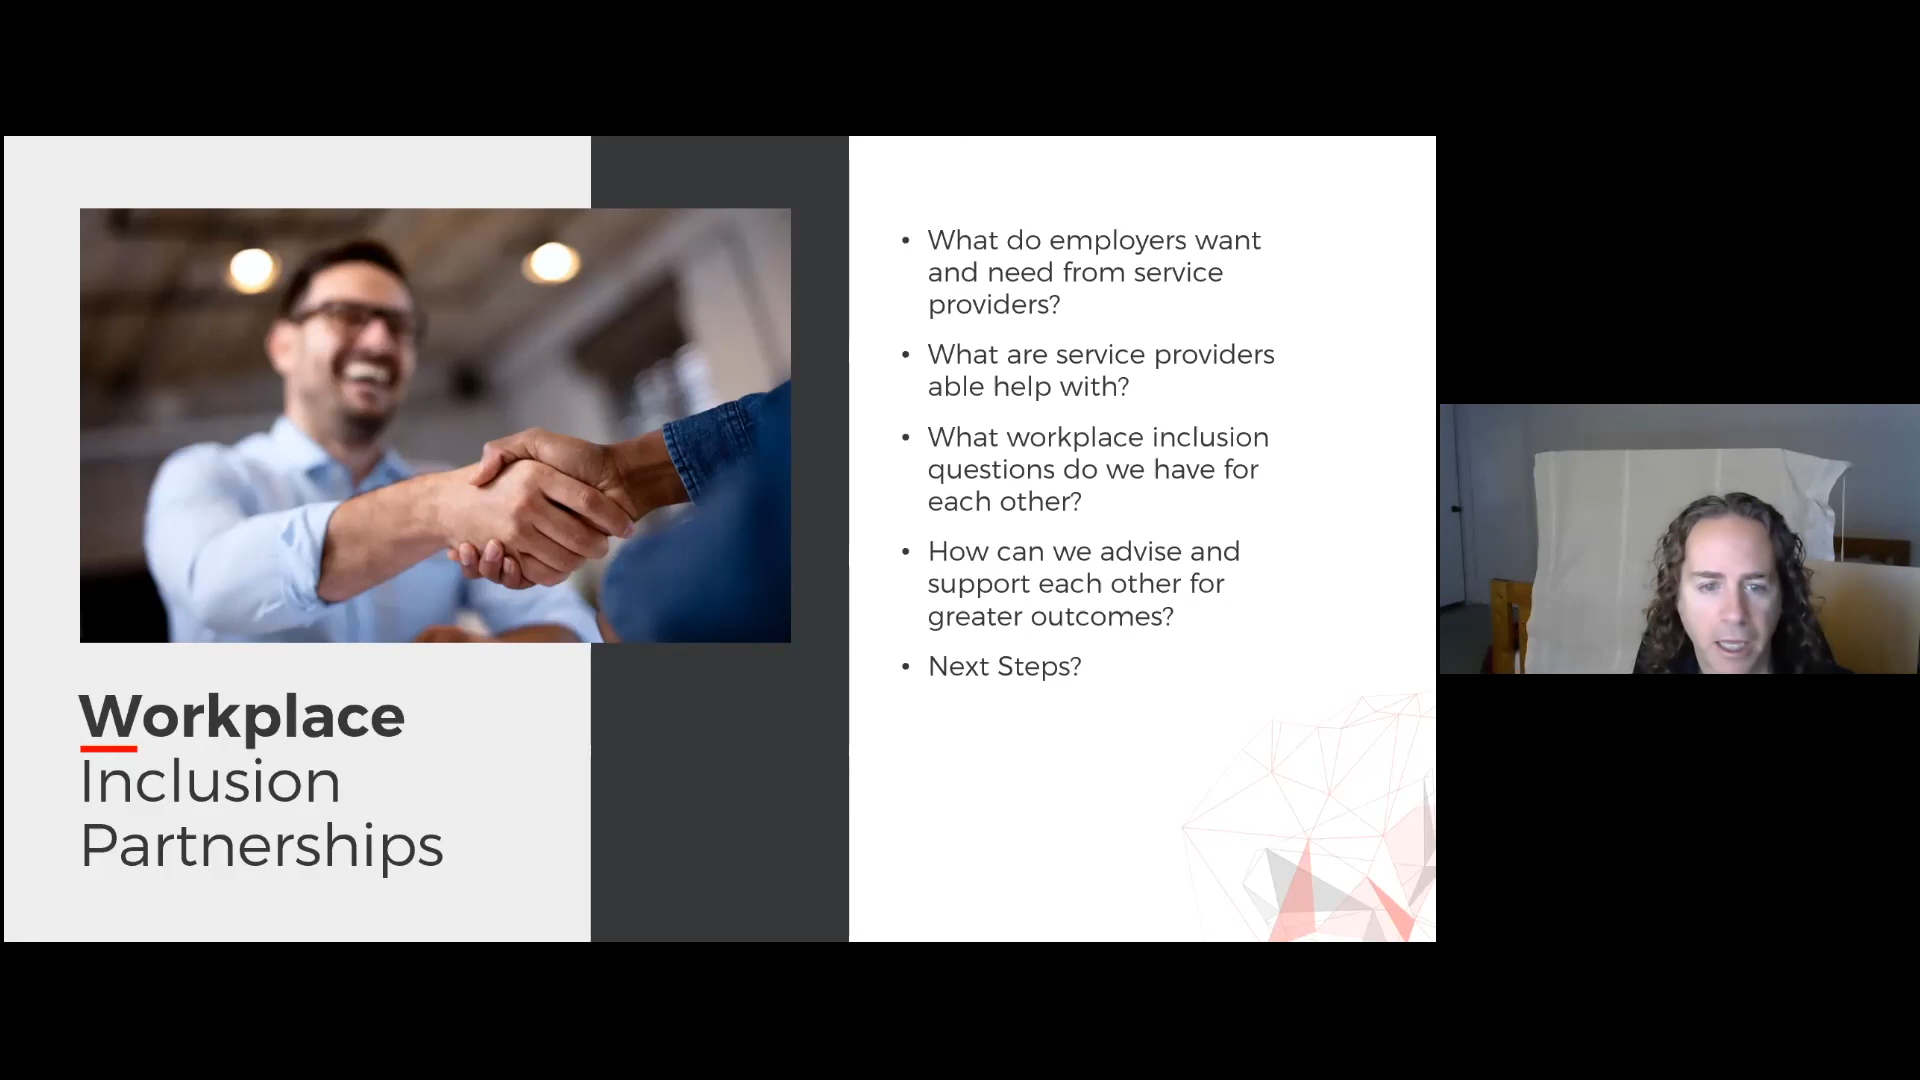 Workplace
Inclusion
Partnerships
• What do employers want
and need from service
providers?
• What are service providers
able help with?
• What workplace inclusion
questions do we have for
each other?
• How can we advise and
support each other for
greater outcomes?
• Next Steps?